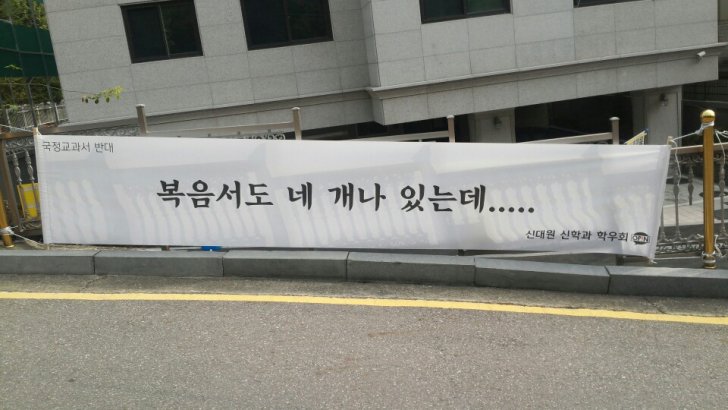 국정교과서 반대
복음서도 네 개나 있는데.....
신대원 신학과 학우회
OPEN